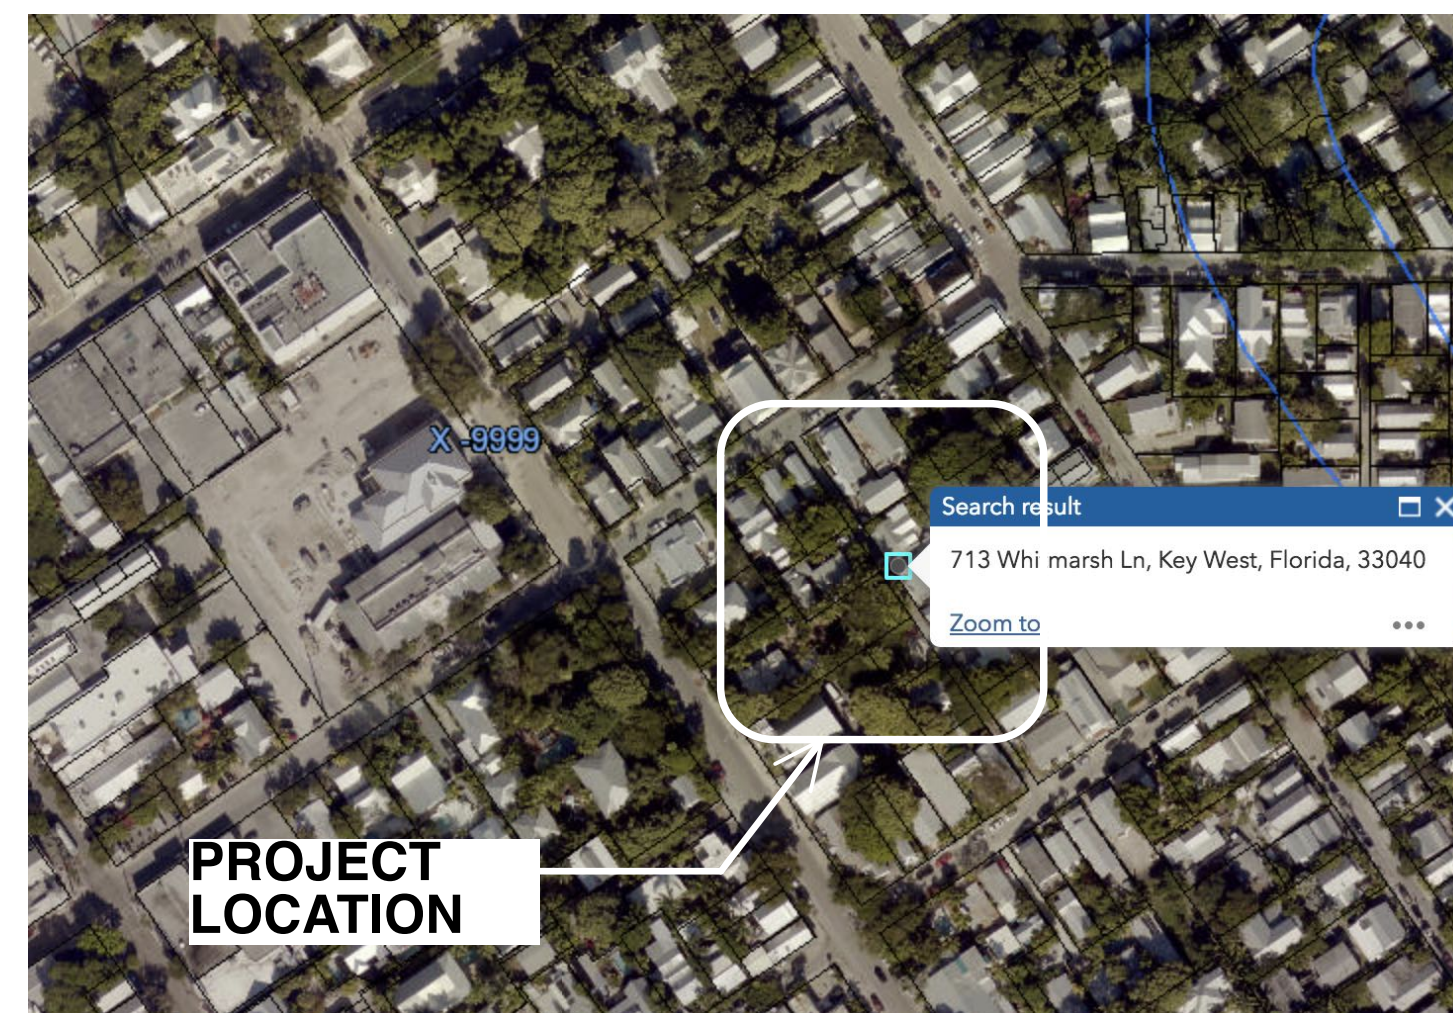 X -9999
Search result
713 Whi marsh Ln, Key West, Florida, 33040
Zoom to
PROJECT
LOCATION